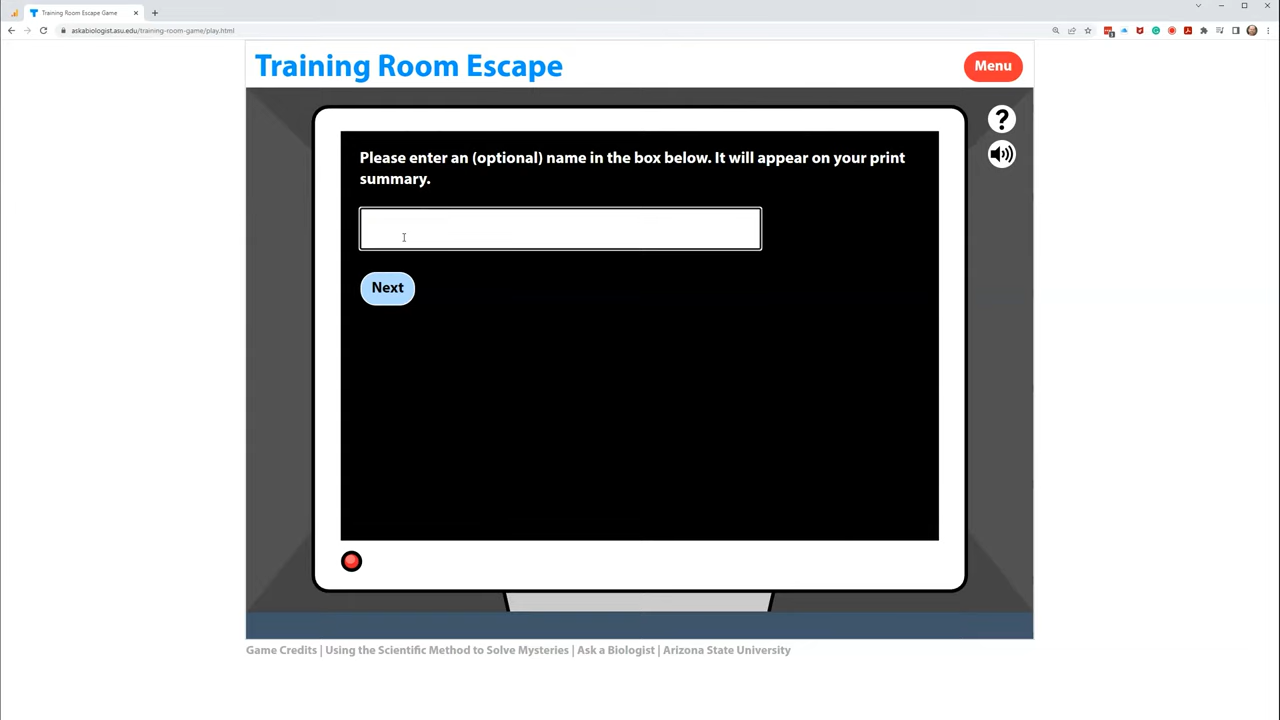 Training Room Escape Game
askabiologist.asu.edu/training-room-game/play.html
Training Room Escape
Menu
?
Please enter an (optional) name in the box below. It will appear on your print
summary.
Next
Game Credits | Using the Scientific Method to Solve Mysteries | Ask a Biologist | Arizona State University